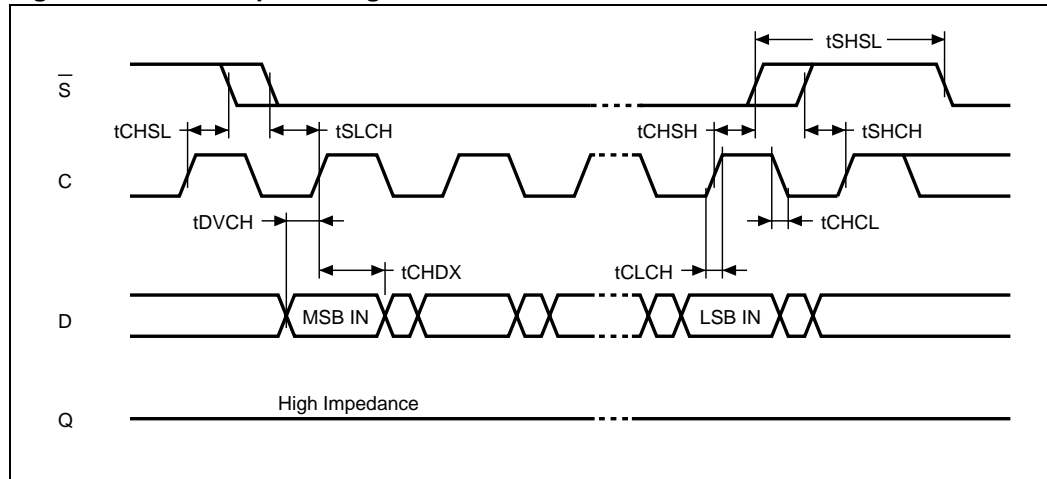 tSHSL
S
tCHSL
tSLCH
tCHSH
tSHCH
C
tDVCH
tCHCL
tCHDX
tCLCH
D
MSB IN
LSB IN
High Impedance
Q